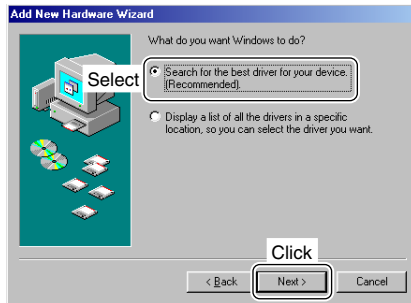 Add New Hardware Wizard
What do you want Windows to do?
Select
Search for the best driver for your device.
(Recommended).
Display a list of all the drivers in a specific
location, so you can select the driver you want.
Click
< Back
Next >
Cancel